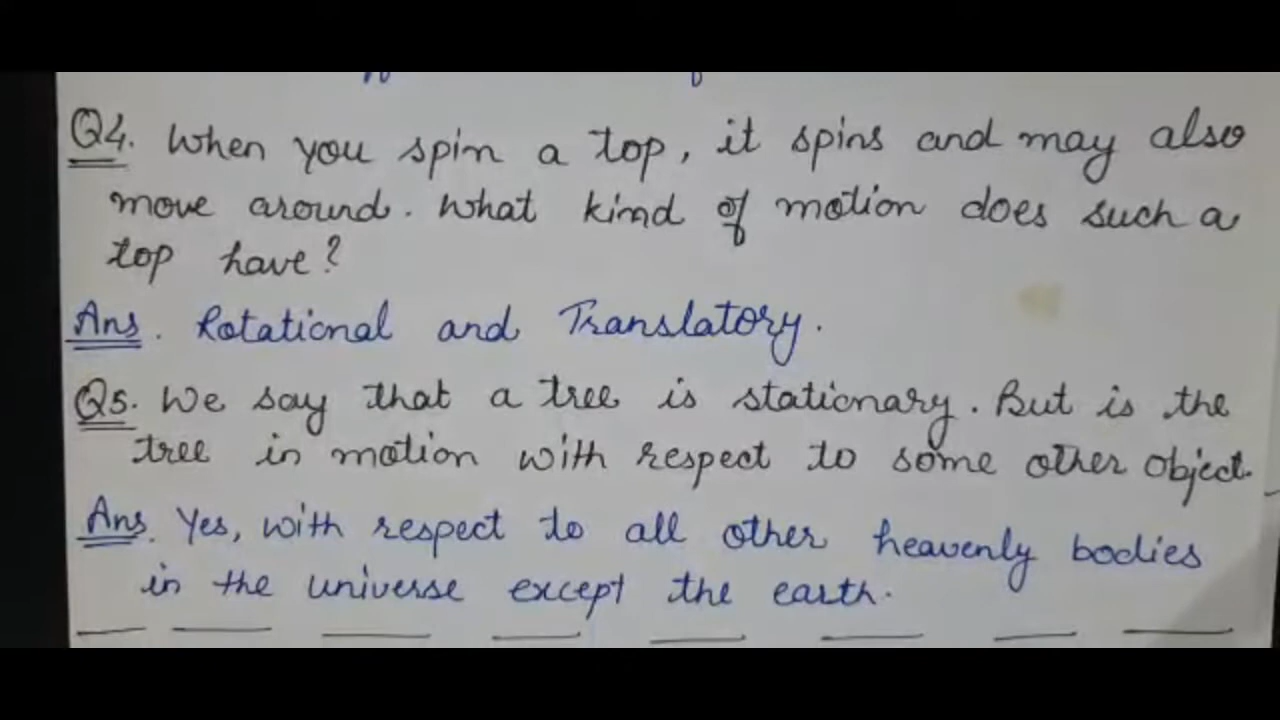 Q4. When you spin a top, it spins and may also
move around. What kind of motion does such a
top have?
Ans. Rotational and Translatory.
Q5. We say that a tree is stationary. But is the
tree in motion with respect to some other object.
Ans. Yes, with respect to all other heavenly bodies
in the universe except the earth.